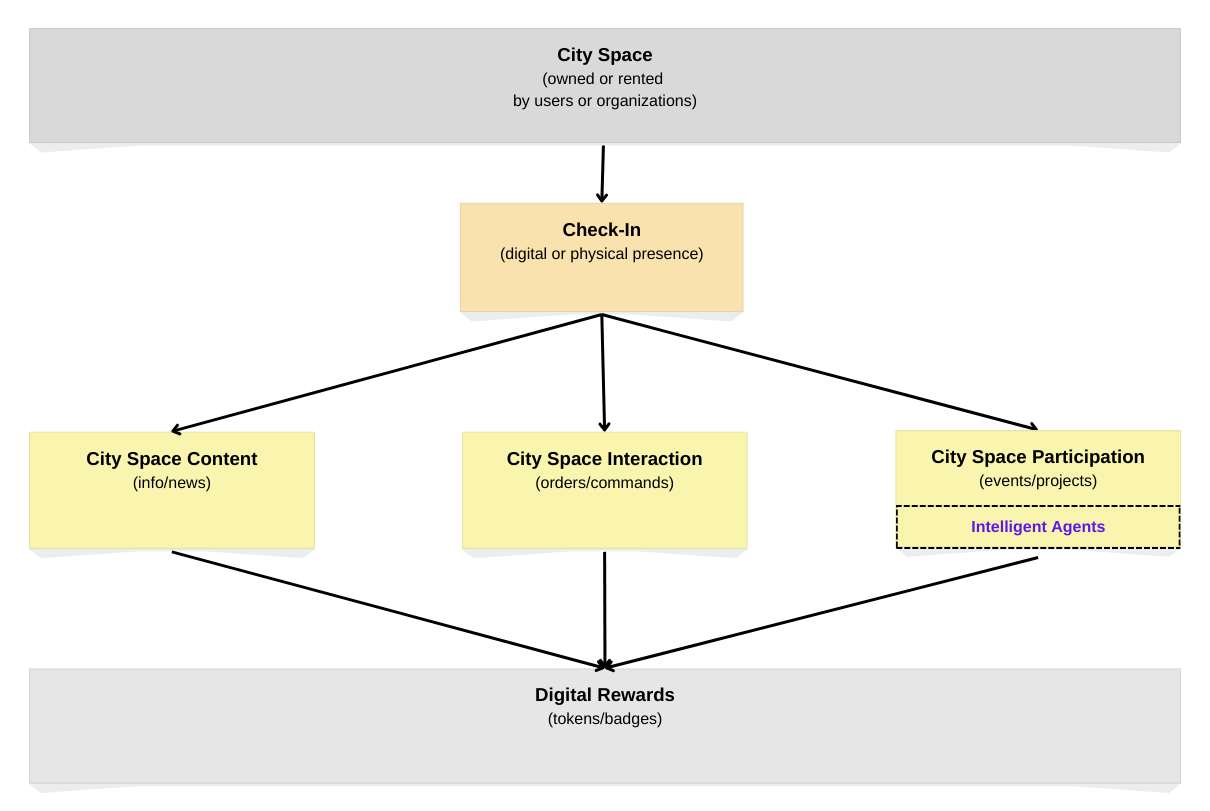 City Space
(owned or rented
by users or organizations)
Check-In
(digital or physical presence)
City Space Content
(info/news)
City Space Interaction
(orders/commands)
City Space Participation
(events/projects)
Intelligent Agents
Digital Rewards
(tokens/badges)